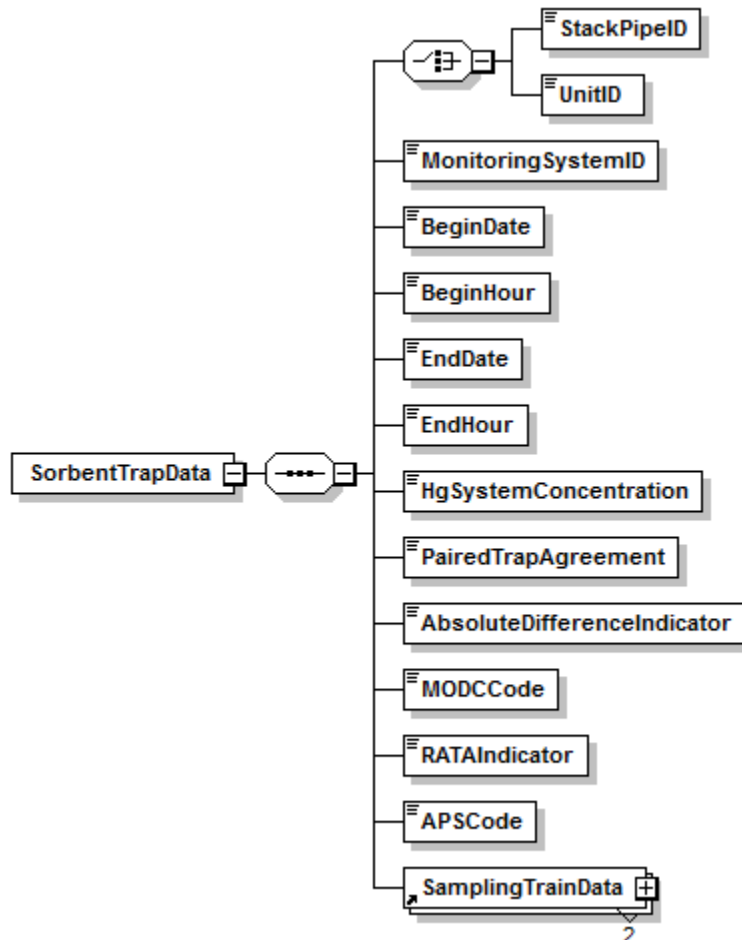 StackPipeID
UnitID
MonitoringSystemID
BeginDate
BeginHour
EndDate
EndHour
SorbentTrapData
HgSystemConcentration
PairedTrapAgreement
AbsoluteDifferenceIndicator
MODCCode
RATAIndicator
APSCode
SamplingTrainData
2